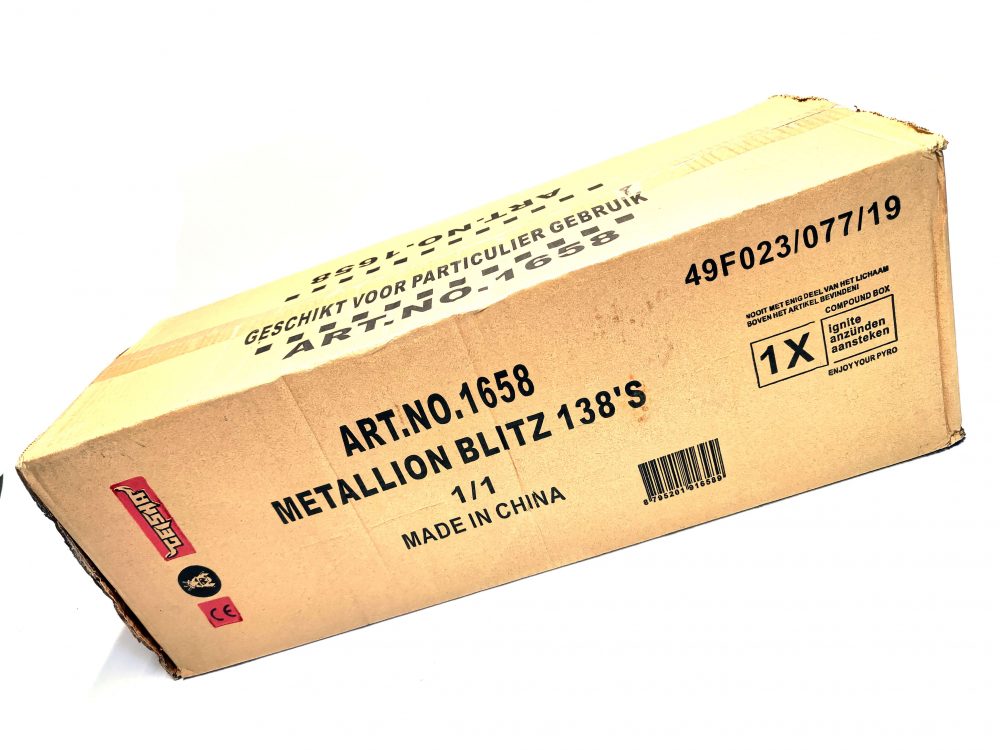 ART.NO.
1658
GESCHIKT VOOR PARTICULIER GEBRUIK
ART.NO.1658
49F023/077/19
NOOIT MET ENIG DEEL VAN HET LICHAAM
BOVEN HET ARTIKEL BEVINDEN!
COMPOUND BOX
1X
ignite
anzünden
aansteken
ENJOY YOUR PYRO
ART.NO.1658
METALLION BLITZ 138'S
1/1
MADE IN CHINA
8795201916589
CE